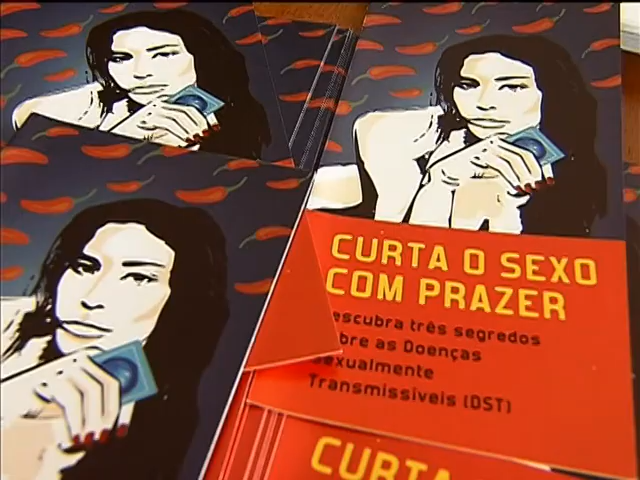 CURTA O SEXO
COM PRAZER
escubra três segredos
bre as Doenças
exualmente
Transmissíveis (DST)
CURTA